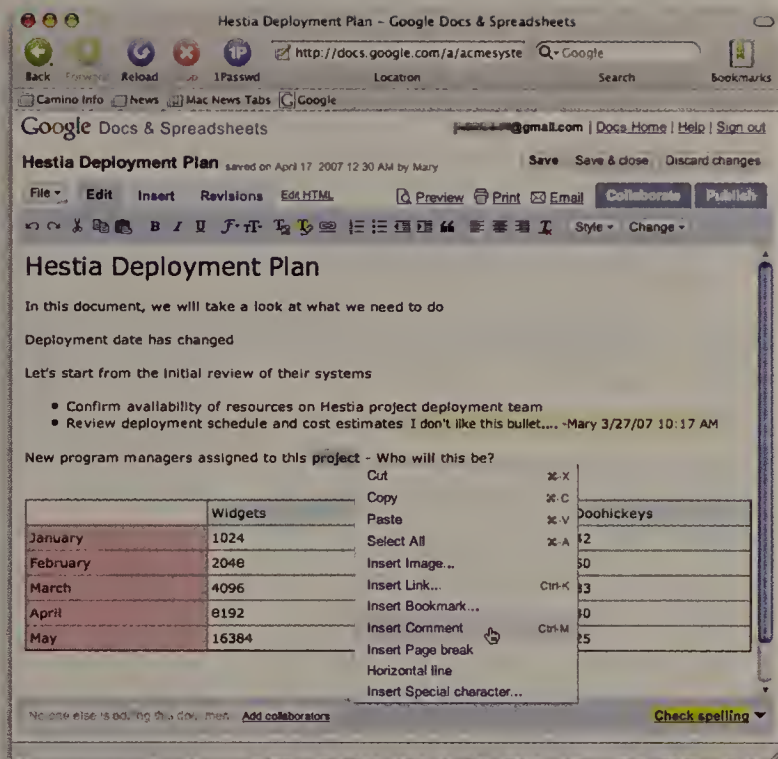 Hestia Deployment Plan – Google Docs & Spreadsheets
1P
http://docs.google.com/a/acmesyste
Google
Back Forward Reload 1Passwd Location Search Bookmarks
Camino Info News Mac News Tabs G Google
Google Docs & Spreadsheets
@gmail.com | Docs Home | Help | Sign out
Hestia Deployment Plan saved on April 17 2007 12 30 AM by Mary
Save Save & close Discard changes
File Edit Insert Revisions Edit HTML Preview Print Email Collaborate Publish
B I U Style Change
Hestia Deployment Plan
In this document, we will take a look at what we need to do
Deployment date has changed
Let's start from the initial review of their systems
• Confirm availability of resources on Hestia project deployment team
• Review deployment schedule and cost estimates I don't like this bullet.... -Mary 3/27/07 10:17 AM
New program managers assigned to this project - Who will this be?
Cut ⌘-X
Copy ⌘-C
Paste ⌘-V
Select All ⌘-A
Insert Image...
Insert Link... Ctrl-K
Insert Bookmark...
Insert Comment Ctrl-M
Insert Page break
Horizontal line
Insert Special character...
Widgets Doohickeys
January 1024
February 2048
March 4096
April 8192
May 16384
No one else is editing this document. Add collaborators
Check spelling